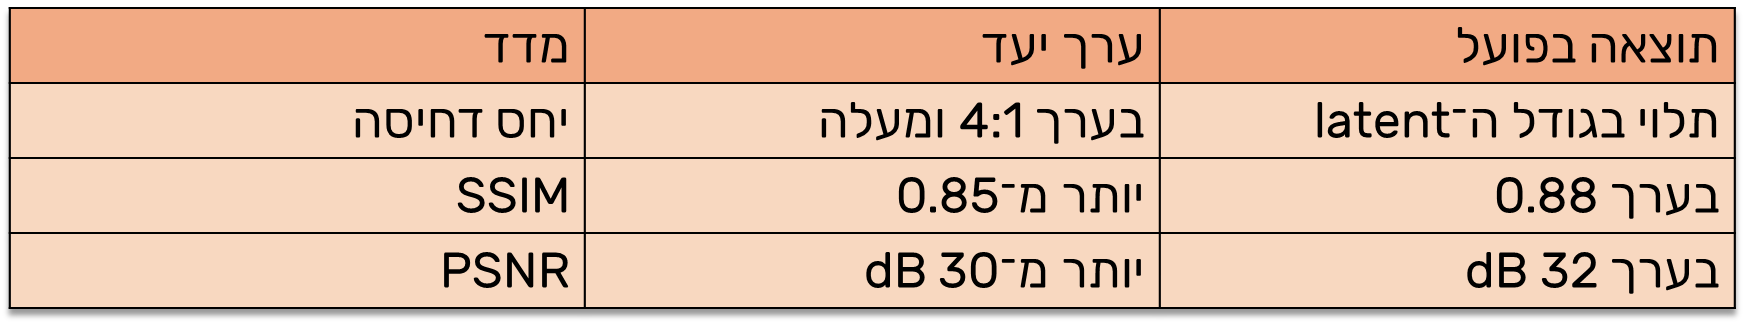 תוצאה בפועל ערך יעד מדד
תלוי בגודל ה־latent בערך 4:1 ומעלה יחס דחיסה
בערך 0.88 יותר מ־0.85 SSIM
בערך 32 dB יותר מ־30 dB PSNR